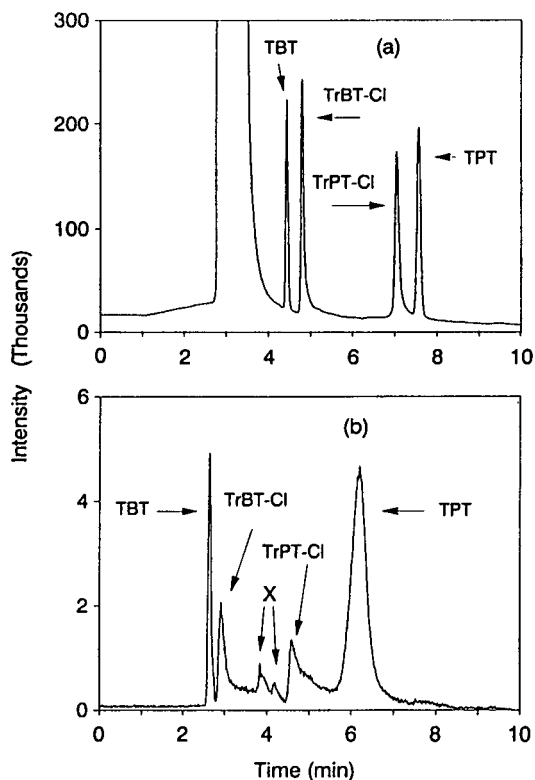 300
200
100
0
(a)
TBT
TrBT-Cl
TrPT-Cl
TPT
0
2
4
6
8
10
Intensity (Thousands)
6
4
2
0
(b)
TBT
TrBT-Cl
X
TrPT-Cl
TPT
0
2
4
6
8
10
Time (min)